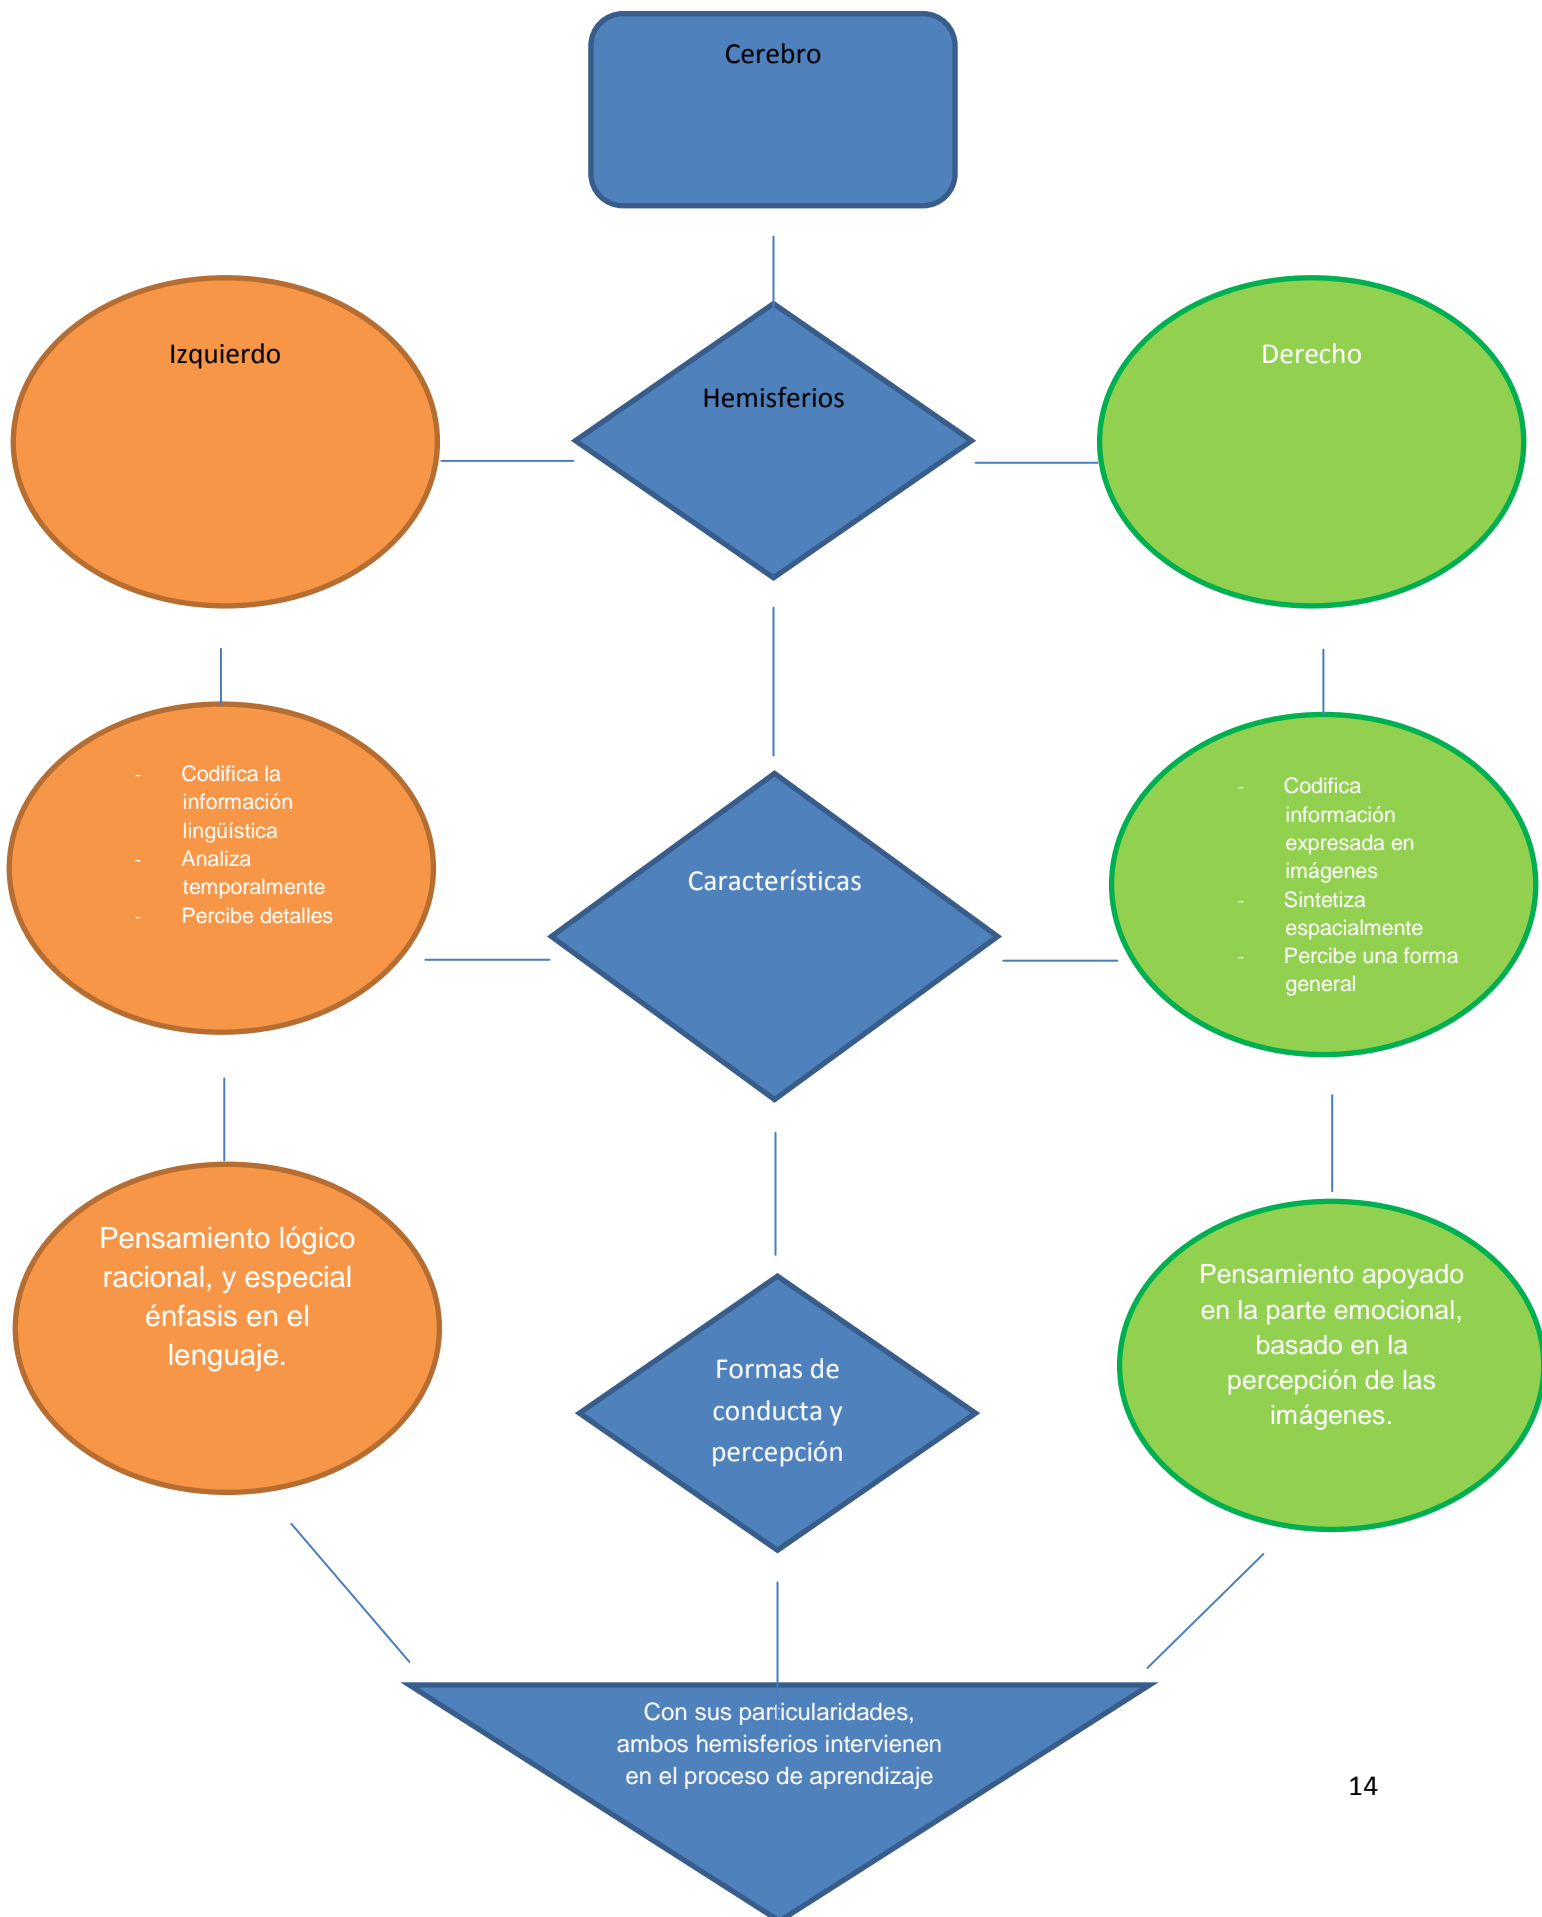 Cerebro
Izquierdo
Hemisferios
Derecho
- Codifica la
información
lingüística
- Analiza
temporalmente
- Percibe detalles
Características
- Codifica
información
expresada en
imágenes
- Sintetiza
espacialmente
- Percibe una forma
general
Pensamiento lógico
racional, y especial
énfasis en el
lenguaje.
Formas de
conducta y
percepción
Pensamiento apoyado
en la parte emocional,
basado en la
percepción de las
imágenes.
Con sus particularidades,
ambos hemisferios intervienen
en el proceso de aprendizaje
14